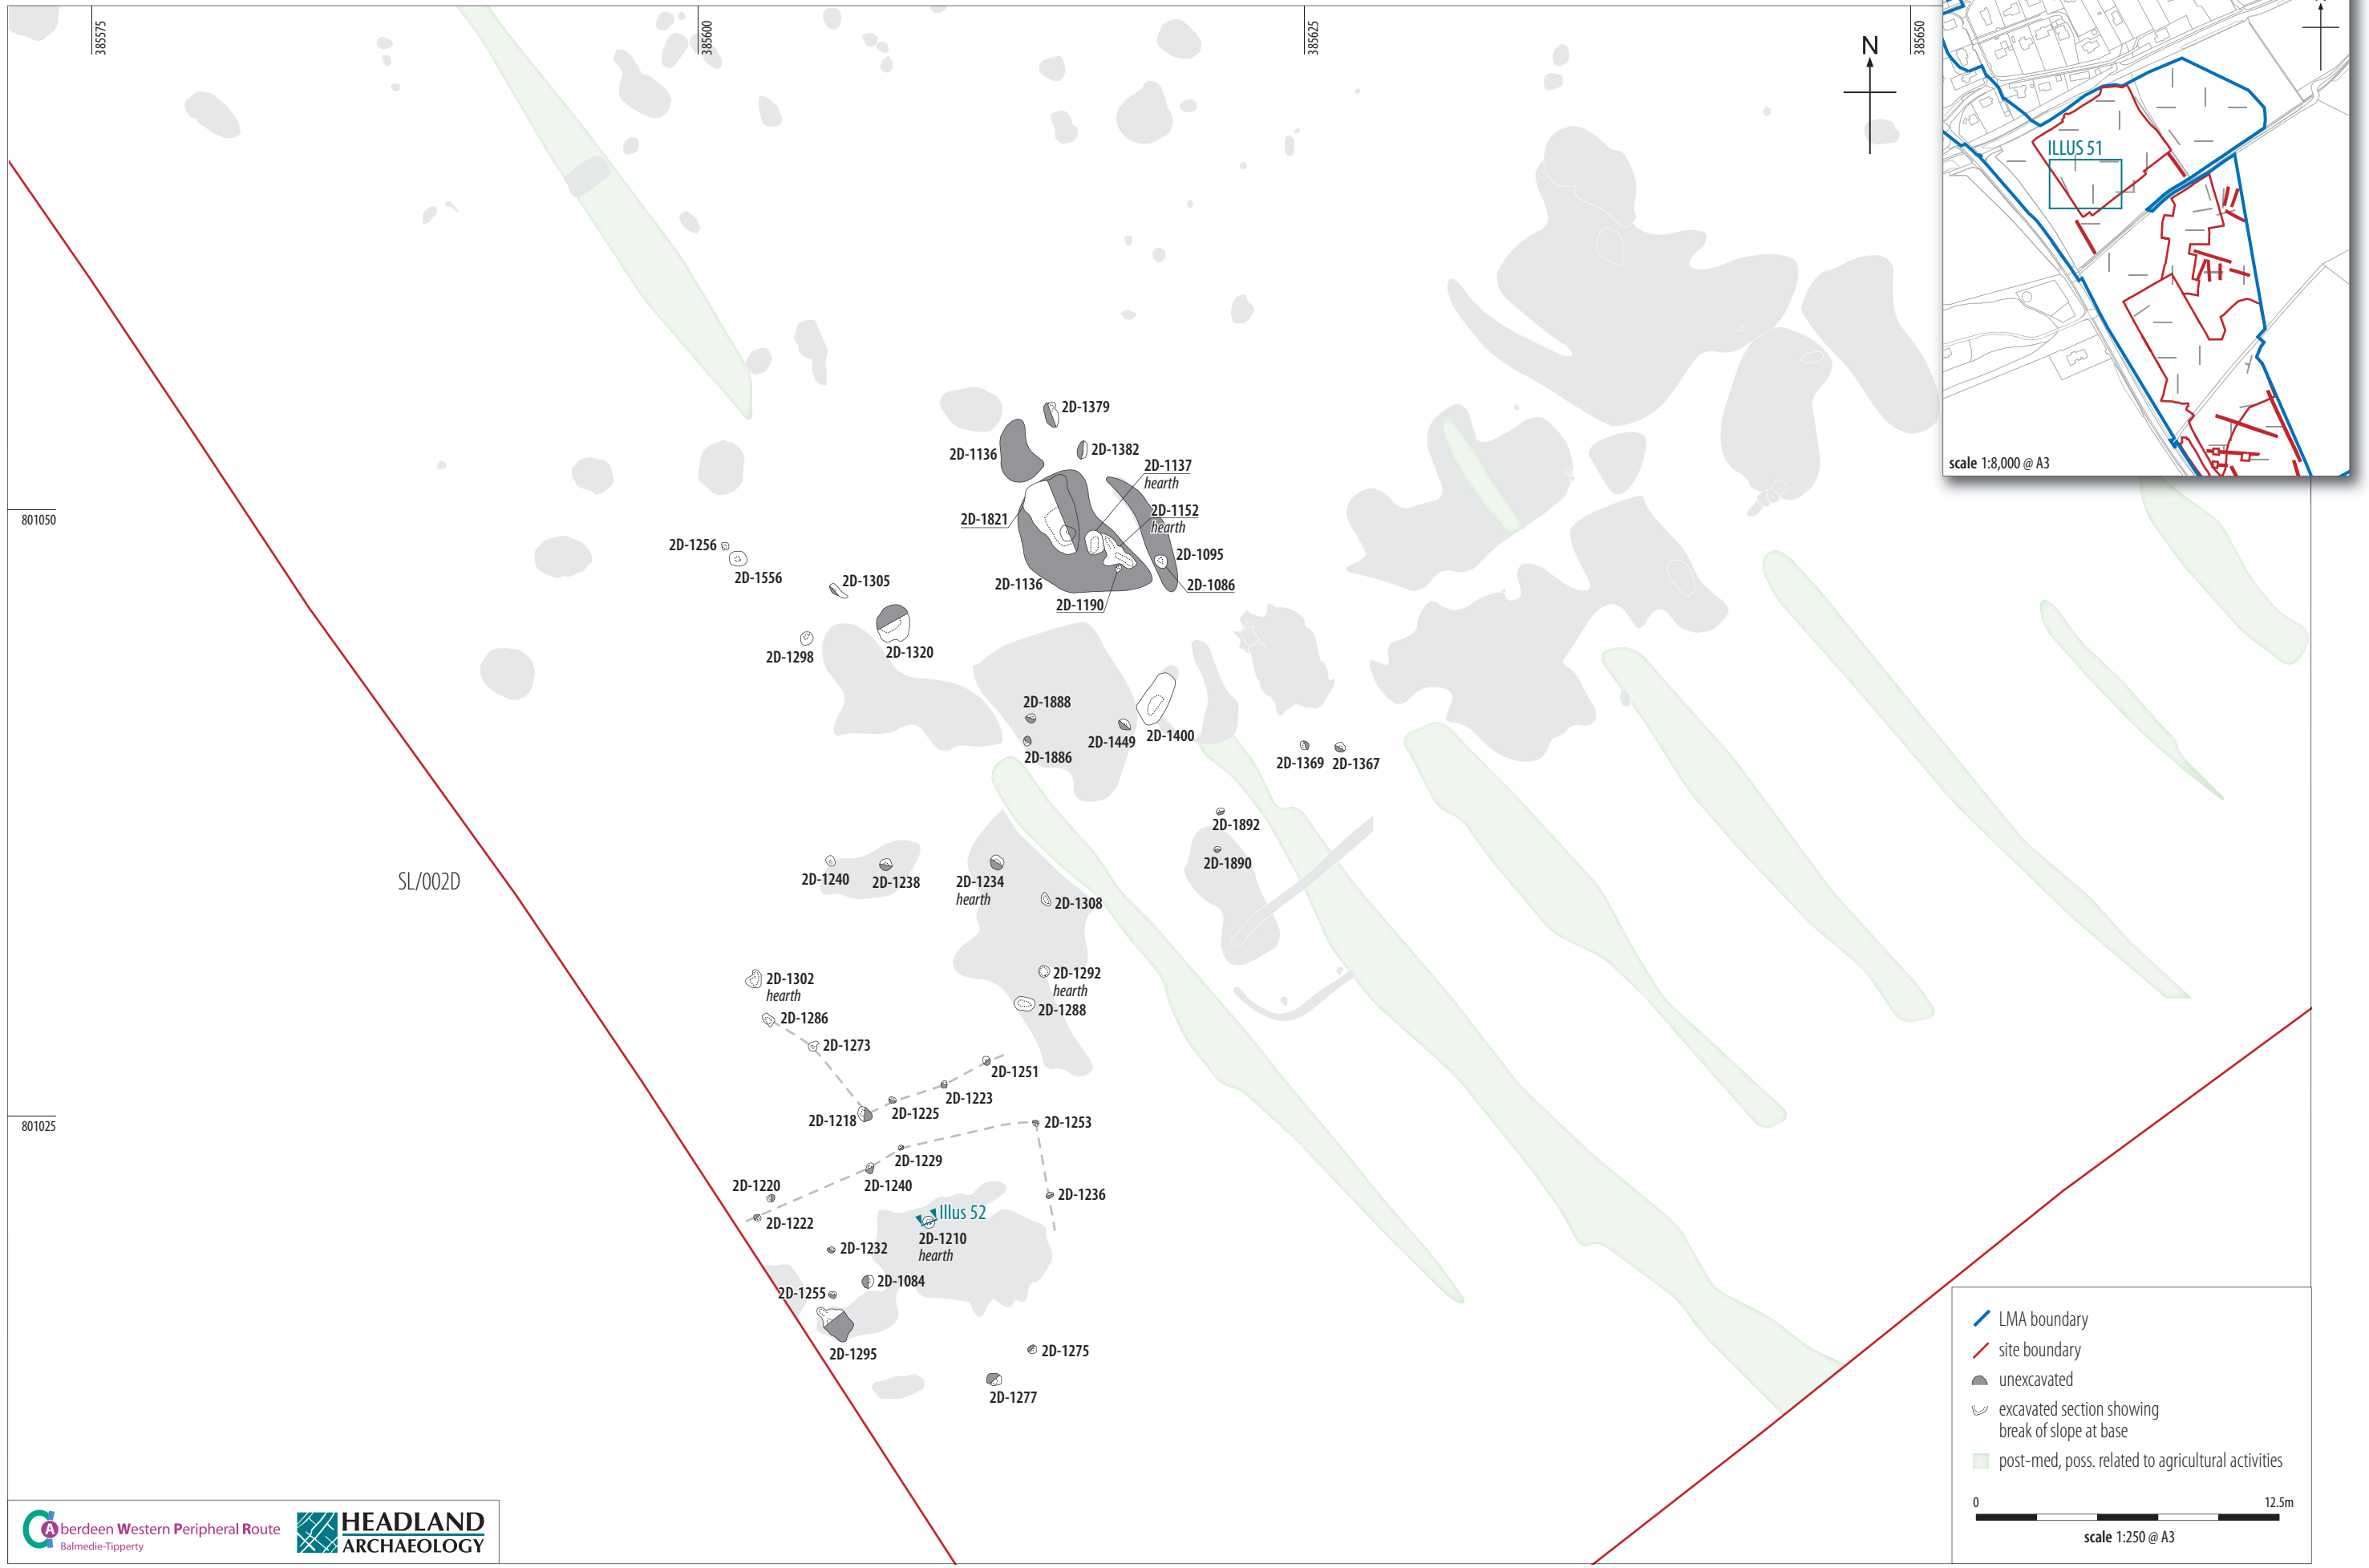 385575
385600
385625
385650
N
ILLUS 51
scale 1:8,000 @ A3
2D-1379
2D-1136
2D-1382
2D-1137
hearth
2D-1821
2D-1152
hearth
801050
2D-1256
2D-1095
2D-1556
2D-1305
2D-1136
2D-1086
2D-1190
2D-1298
2D-1320
2D-1888
2D-1449
2D-1400
2D-1886
2D-1369
2D-1367
2D-1892
2D-1890
SL/002D
2D-1240
2D-1238
2D-1234
hearth
2D-1308
2D-1302
hearth
2D-1292
hearth
2D-1288
2D-1286
2D-1273
2D-1251
2D-1223
2D-1225
2D-1218
801025
2D-1253
2D-1229
2D-1240
2D-1220
2D-1236
2D-1222
Illus 52
2D-1210
hearth
2D-1232
2D-1084
2D-1255
2D-1295
2D-1275
2D-1277
LMA boundary
site boundary
unexcavated
excavated section showing
break of slope at base
post-med, poss. related to agricultural activities
0 12.5m
scale 1:250 @ A3
Aberdeen Western Peripheral Route
Balmedie-Tipperty
HEADLAND
ARCHAEOLOGY